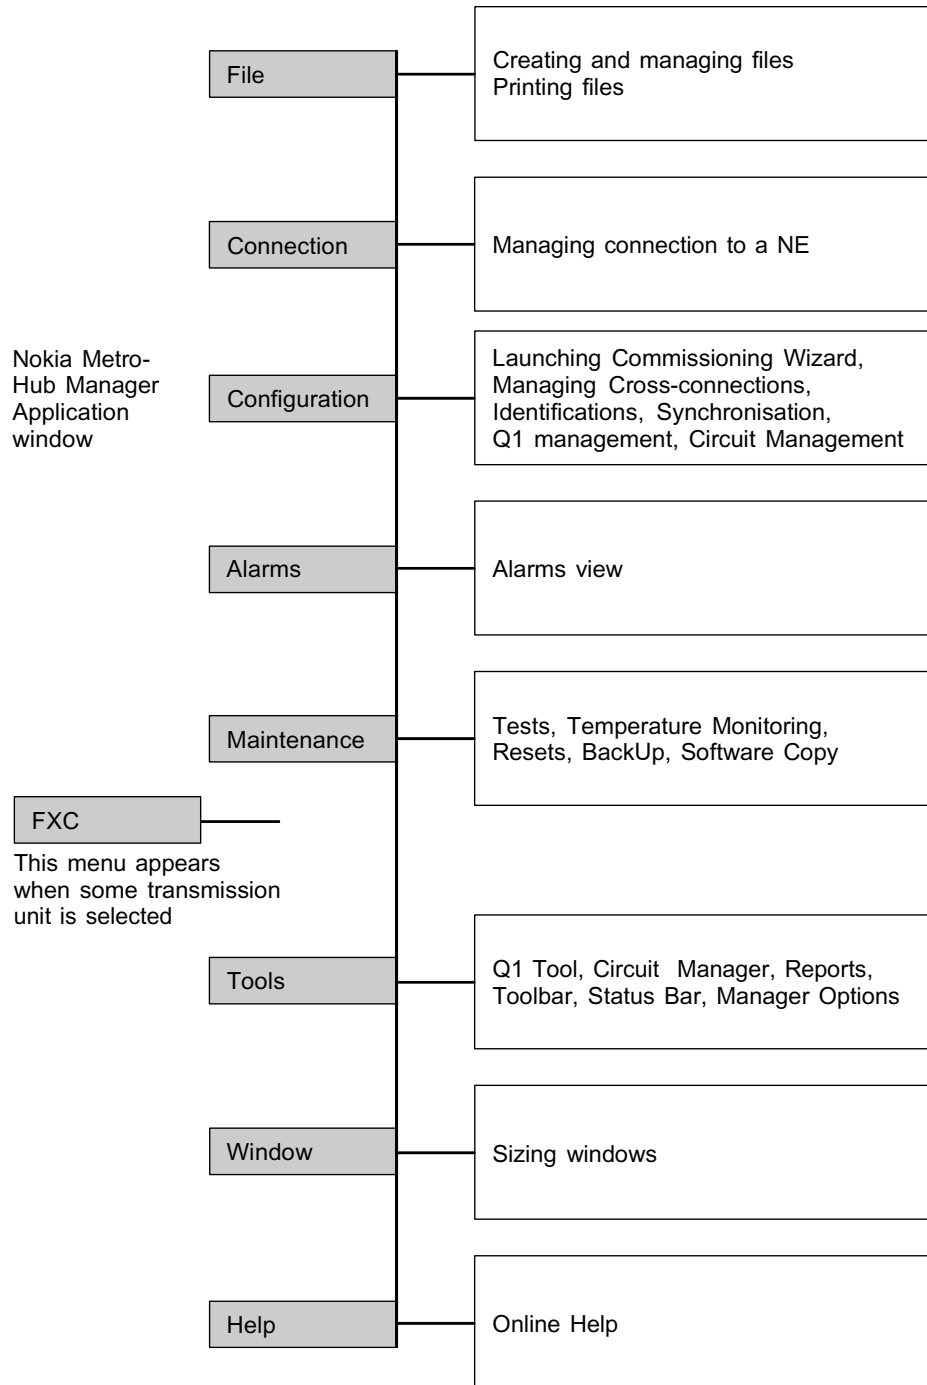 File
Creating and managing files
Printing files
Connection
Managing connection to a NE
Nokia Metro-
Hub Manager
Application
window
Configuration
Launching Commissioning Wizard,
Managing Cross-connections,
Identifications, Synchronisation,
Q1 management, Circuit Management
Alarms
Alarms view
Maintenance
Tests, Temperature Monitoring,
Resets, BackUp, Software Copy
FXC
This menu appears
when some transmission
unit is selected
Tools
Q1 Tool, Circuit Manager, Reports,
Toolbar, Status Bar, Manager Options
Window
Sizing windows
Help
Online Help